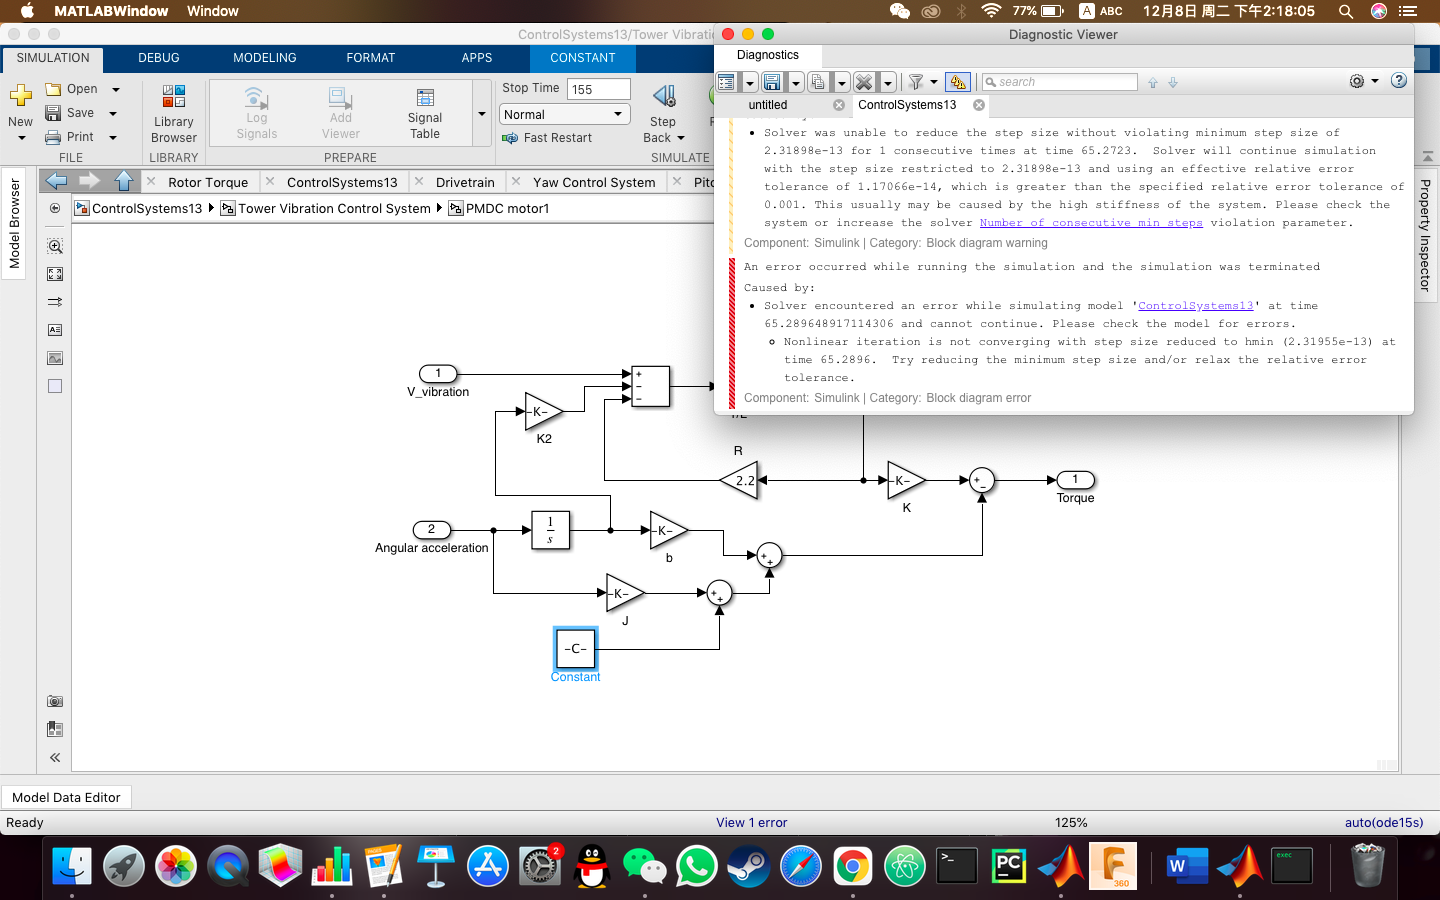 MATLABWindow Window
77% A ABC 12月8日 周二 下午2:18:05
ControlSystems13/Tower Vibratio
Diagnostic Viewer
SIMULATION DEBUG MODELING FORMAT APPS CONSTANT
Diagnostics
New
Open
Save
Print
FILE
Library
Browser
LIBRARY
Log
Signals
Add
Viewer
Signal
Table
PREPARE
Stop Time 155
Normal
Fast Restart
Step
Back
SIMULATE
search
untitled ControlSystems13
Rotor Torque ControlSystems13 Drivetrain Yaw Control System
ControlSystems13 Tower Vibration Control System PMDC motor1
Model Browser
Property Inspector
Solver was unable to reduce the step size without violating minimum step size of
2.31898e-13 for 1 consecutive times at time 65.2723. Solver will continue simulation
with the step size restricted to 2.31898e-13 and using an effective relative error
tolerance of 1.17066e-14, which is greater than the specified relative error tolerance of
0.001. This usually may be caused by the high stiffness of the system. Please check the
system or increase the solver Number of consecutive min steps violation parameter.
Component: Simulink | Category: Block diagram warning
An error occurred while running the simulation and the simulation was terminated
Caused by:
Solver encountered an error while simulating model 'ControlSystems13' at time
65.289648917114306 and cannot continue. Please check the model for errors.
Nonlinear iteration is not converging with step size reduced to hmin (2.31955e-13) at
time 65.2896. Try reducing the minimum step size and/or relax the relative error
tolerance.
Component: Simulink | Category: Block diagram error
1
V_vibration
-K-
K2
+
−
−
R
2.2
-K-
K
+
−
1
Torque
2
Angular acceleration
1
s
-K-
b
+
+
-K-
J
+
+
-C-
Constant
Model Data Editor
Ready View 1 error 125% auto(ode15s)
2
PC
F
360
W
exec